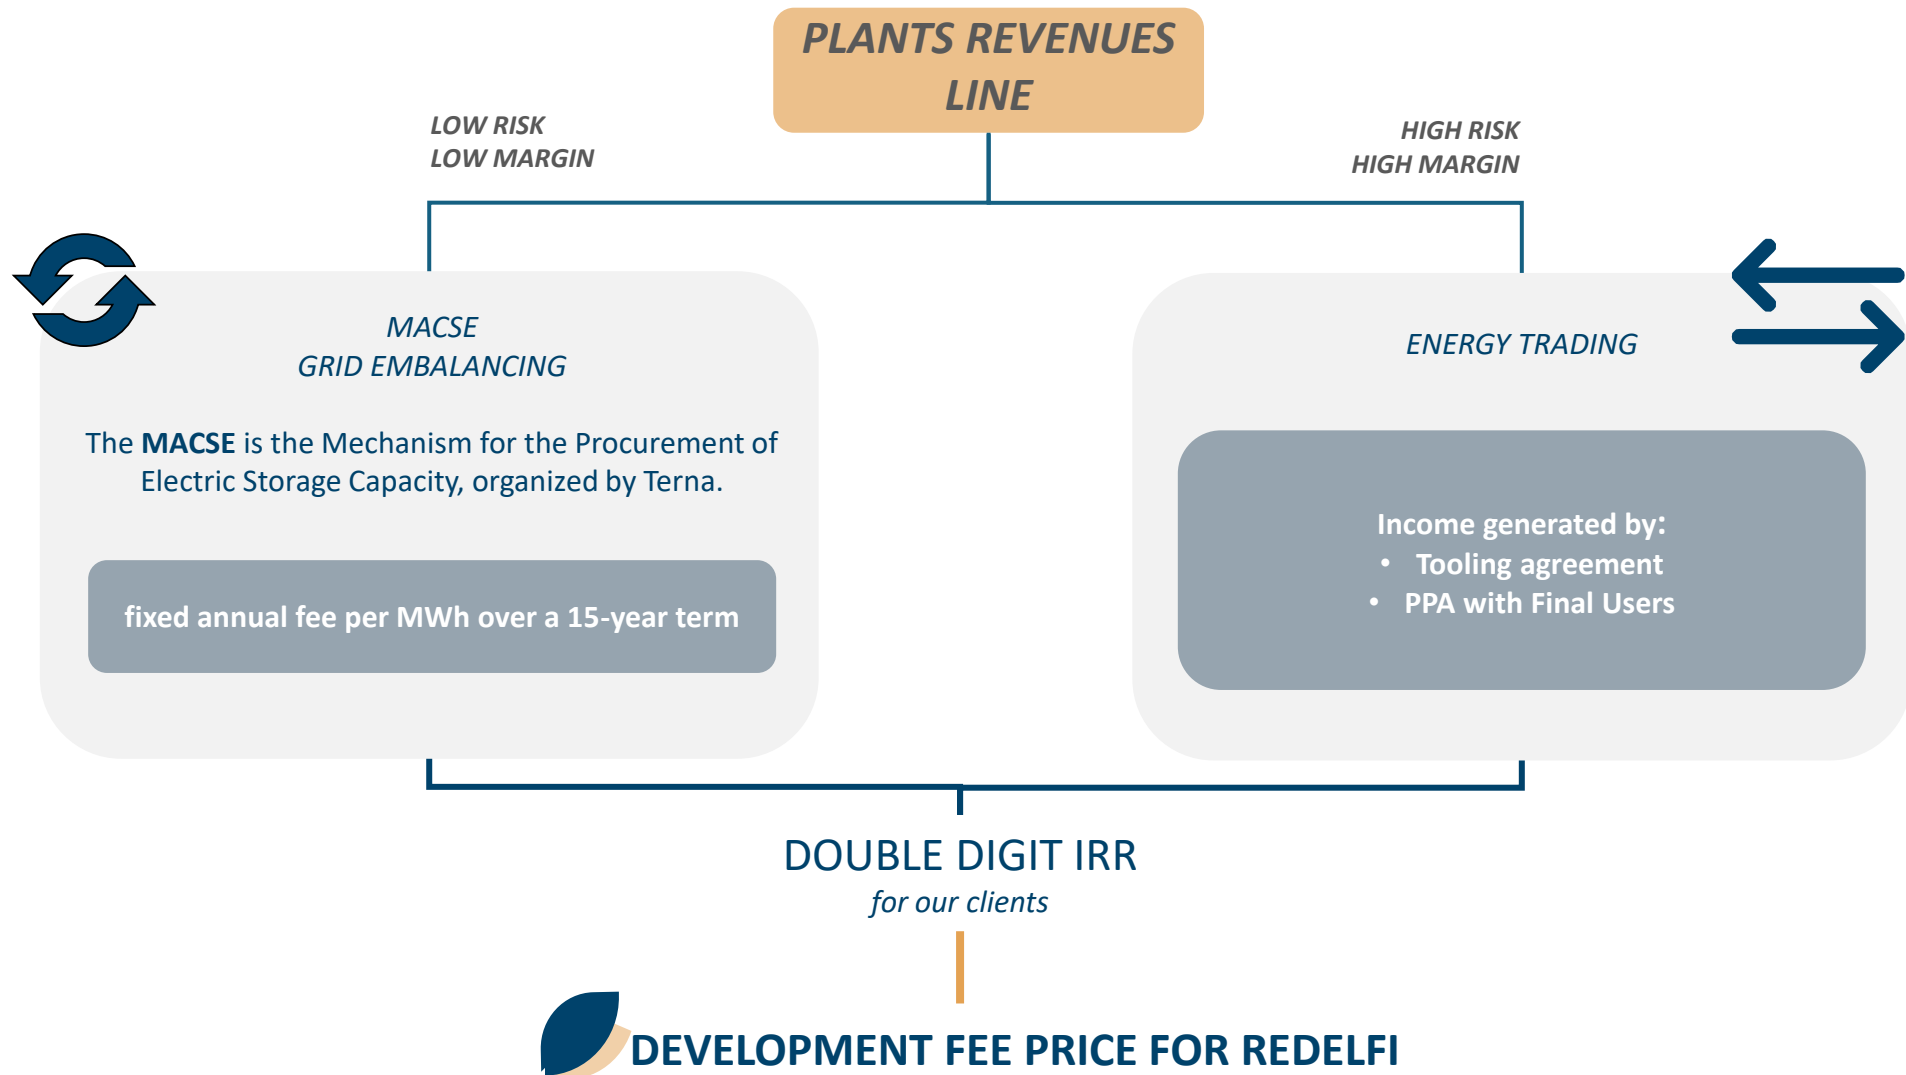 PLANTS REVENUES
LINE
LOW RISK
LOW MARGIN
HIGH RISK
HIGH MARGIN
MACSE
GRID EMBALANCING
The MACSE is the Mechanism for the Procurement of
Electric Storage Capacity, organized by Terna.
fixed annual fee per MWh over a 15-year term
ENERGY TRADING
Income generated by:
• Tooling agreement
• PPA with Final Users
DOUBLE DIGIT IRR
for our clients
DEVELOPMENT FEE PRICE FOR REDELFI